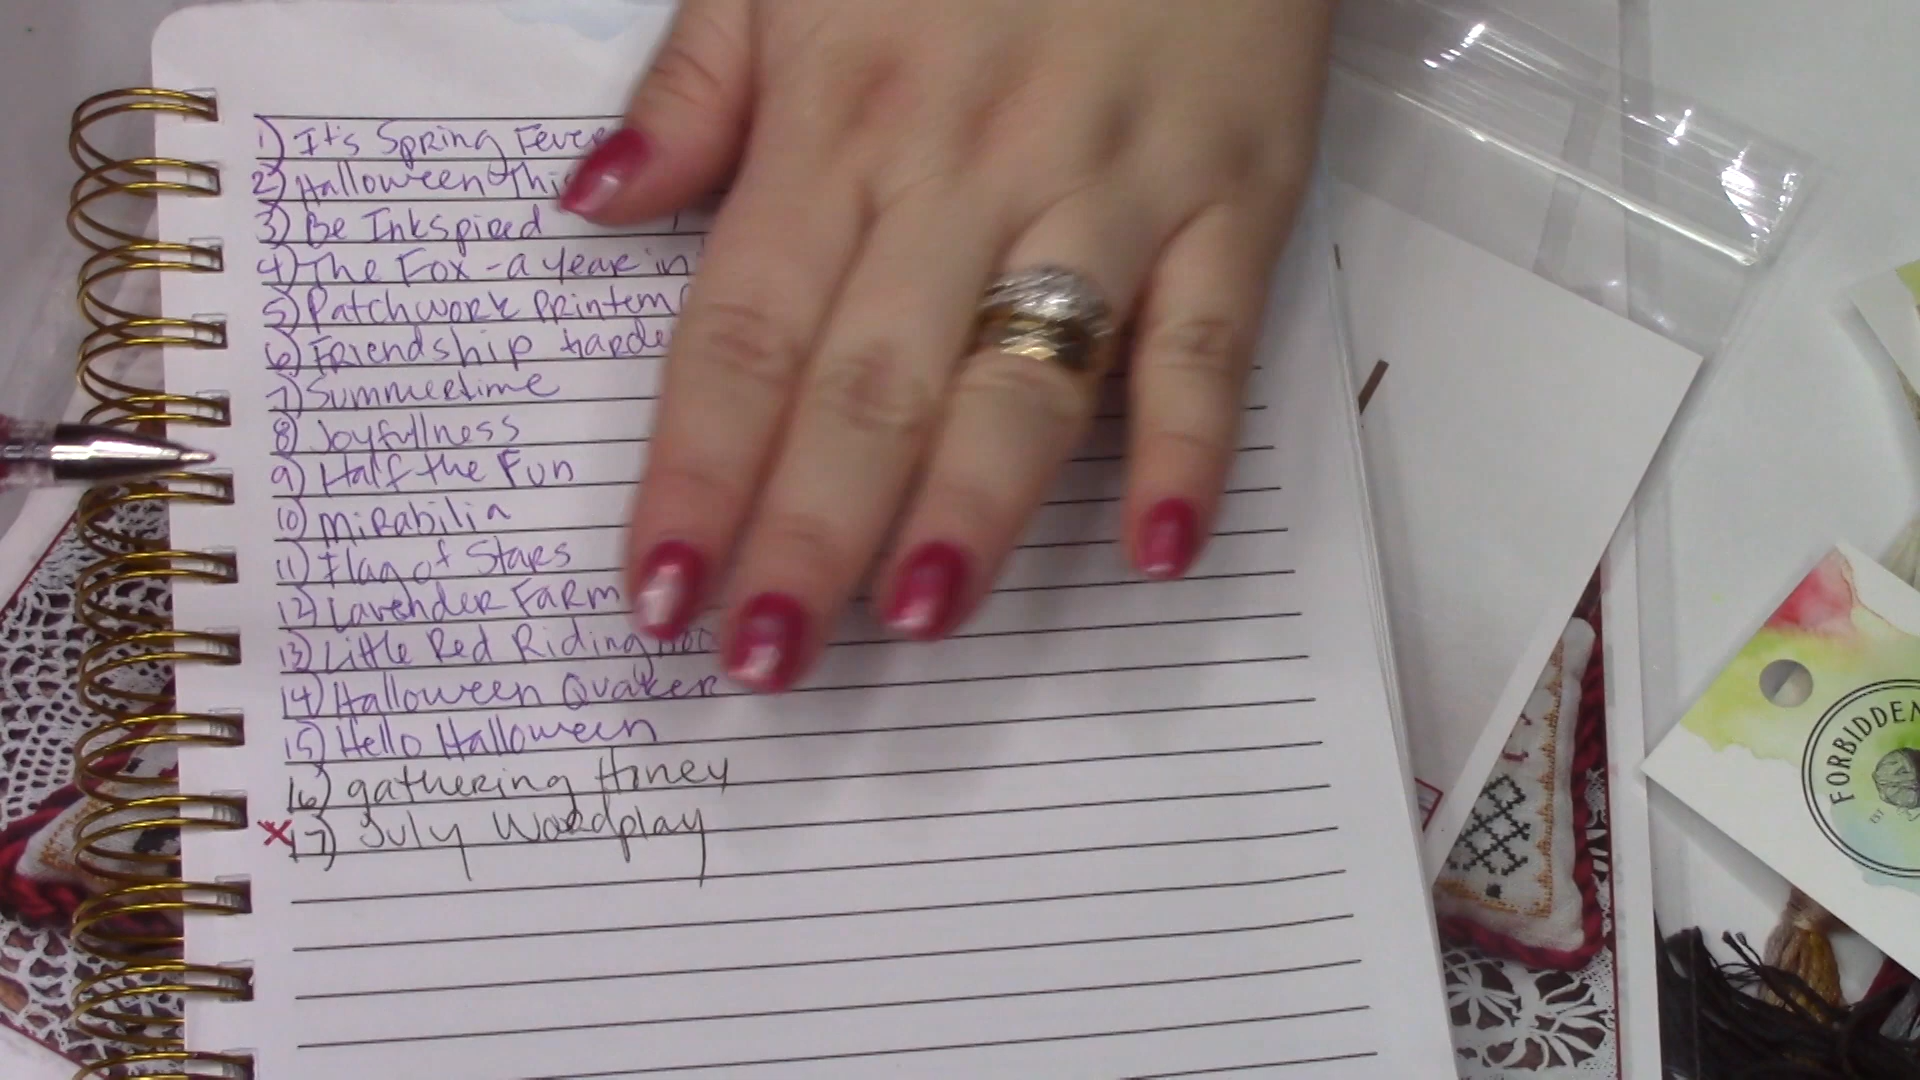 1) It's Spring Fever
2) Halloween
3) Be Inkspired
4) The Fox - a year in
5) Patchwork Printem
6) Friendship
7) Summertime
8) Joyfullness
9) Half the Fun
10) Mirabilia
11) Flag of Stars
12) Lavender Farm
13) Little Red Riding
14) Halloween Quaker
15) Hello Halloween
16) gathering Honey
X 17) July Woodplay
FORBIDDEN